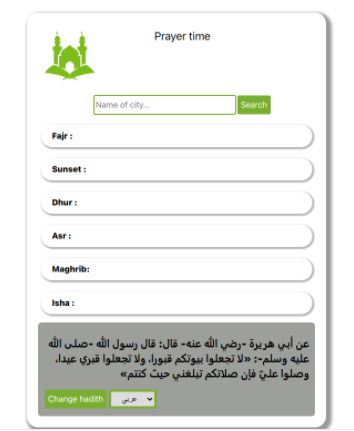 Prayer time
Name of city...
Search
Fajr :
Sunset :
Dhur :
Asr :
Maghrib:
Isha :
عن أبي هريرة -رضي الله عنه- قال: قال رسول الله -صلى الله
عليه وسلم-: «لا تجعلوا بيوتكم قبورا، ولا تجعلوا قبري عيدا،
وصلوا عليّ فإن صلاتكم تبلغني حيث كنتم»
Change hadith
عربي